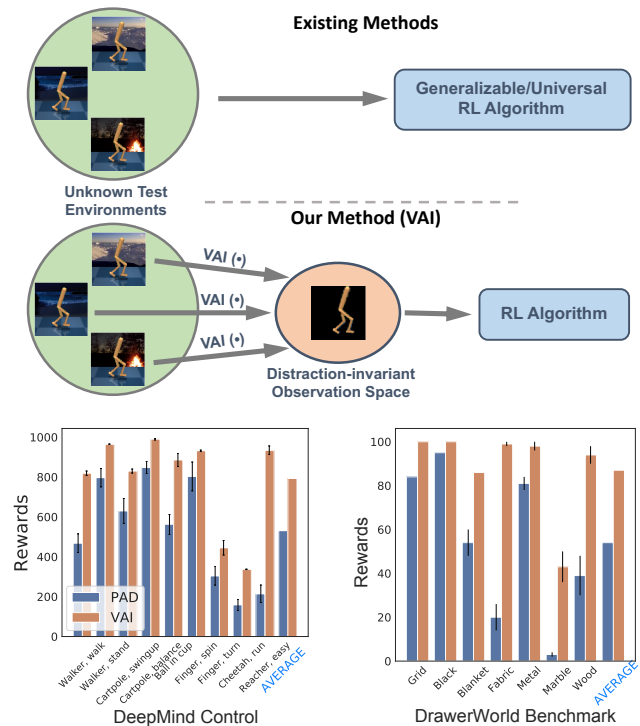 Existing Methods
Generalizable/Universal
RL Algorithm
Unknown Test
Environments
Our Method (VAI)
VAI (•)
VAI (•)
VAI (•)
RL Algorithm
Distraction-invariant
Observation Space
1000
800
600
400
200
0
Rewards
PAD
VAI
Walker, walk
Walker, stand
Cartpole, swingup
Cartpole, balance
Ball in cup
Finger, spin
Finger, turn
Cheetah, run
Reacher, easy
AVERAGE
DeepMind Control
100
80
60
40
20
0
Rewards
Grid
Black
Blanket
Fabric
Metal
Marble
Wood
AVERAGE
DrawerWorld Benchmark